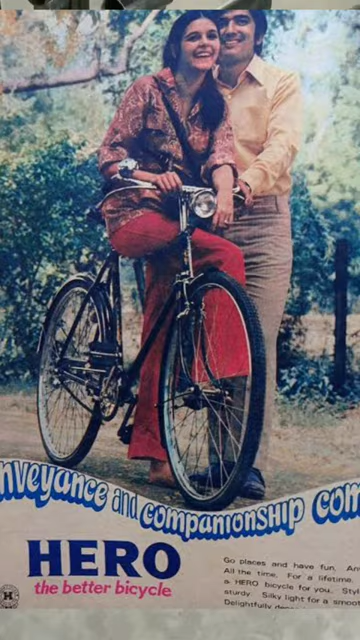 nveyance and companionship com
HERO
the better bicycle
Go places and have fun. An
All the time. For a lifetime.
a HERO bicycle for you. Styl
sturdy. Silky light for a smoot
Delightfully